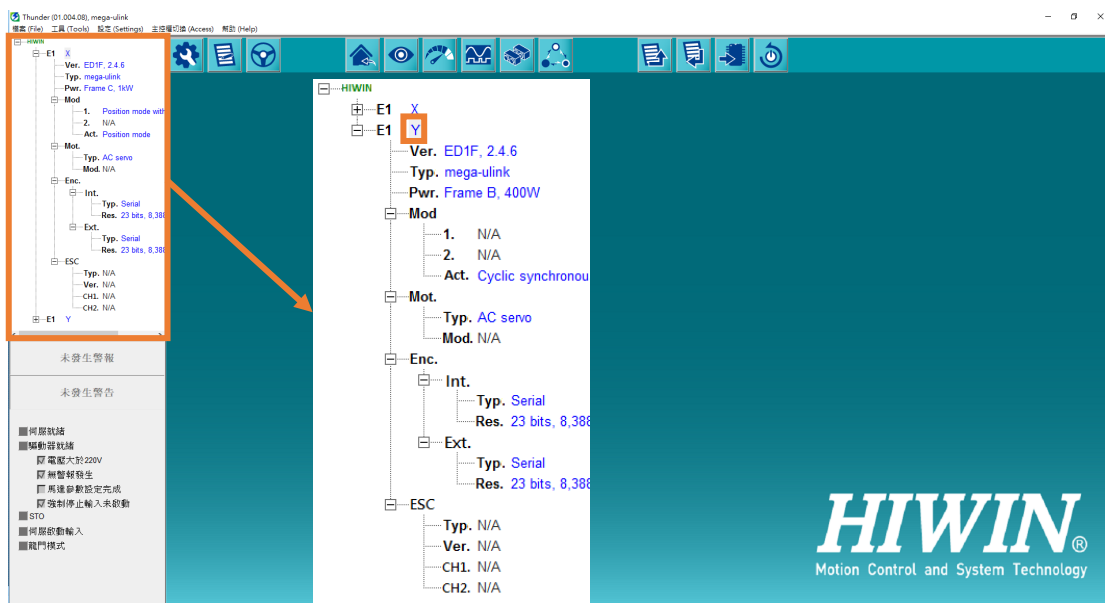 Thunder (01.004.08), mega-ulink
檔案(File) 工具(Tools) 設定(Settings) 主控權切換(Access) 幫助(Help)
HIWIN
E1 X
Ver. ED1F, 2.4.6
Typ. mega-ulink
Pwr. Frame C, 1kW
Mod
1. Position mode with
2. N/A
Act. Position mode
Mot.
Typ. AC servo
Mod. N/A
Enc.
Int.
Typ. Serial
Res. 23 bits, 8,388
Ext.
Typ. Serial
Res. 23 bits, 8,388
ESC
Typ. N/A
Ver. N/A
CH1. N/A
CH2. N/A
E1 Y
未發生警報
未發生警告
伺服就緒
驅動器就緒
電壓大於220V
無警報發生
馬達參數設定完成
強制停止輸入未啟動
STO
伺服啟動輸入
龍門模式
HIWIN
E1 X
E1 Y
Ver. ED1F, 2.4.6
Typ. mega-ulink
Pwr. Frame B, 400W
Mod
1. N/A
2. N/A
Act. Cyclic synchronou
Mot.
Typ. AC servo
Mod. N/A
Enc.
Int.
Typ. Serial
Res. 23 bits, 8,388
Ext.
Typ. Serial
Res. 23 bits, 8,388
ESC
Typ. N/A
Ver. N/A
CH1. N/A
CH2. N/A
HIWIN®
Motion Control and System Technology